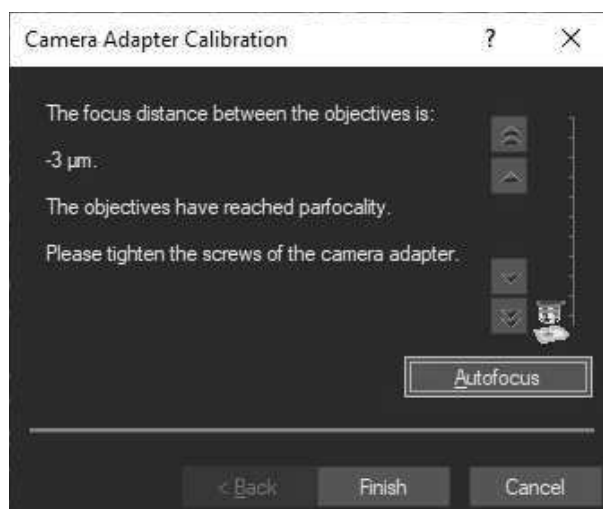 Camera Adapter Calibration ? ×
The focus distance between the objectives is:
-3 µm.
The objectives have reached parfocality.
Please tighten the screws of the camera adapter.
Autofocus
< Back Finish Cancel